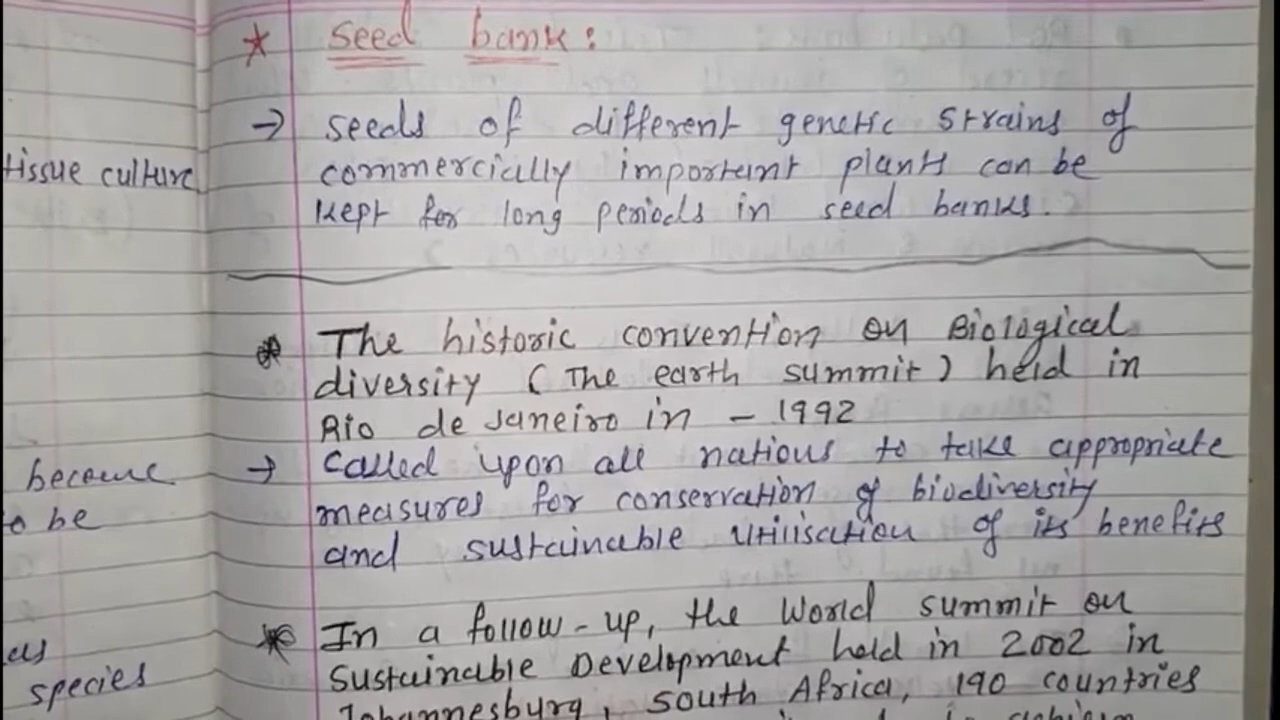 tissue culture
become
o be
as
species
* seed bank:
→ seeds of different genetic strains of
commercially important plants can be
kept for long periods in seed banks.
* The historic convention on Biological
diversity (The earth summit) held in
Rio de Janeiro in - 1992
→ called upon all nations to take appropriate
measures for conservation of biodiversity
and sustainable utilisation of its benefits
* In a follow-up, the World summit on
Sustainable Development held in 2002 in
Johannesburg, South Africa, 190 countries